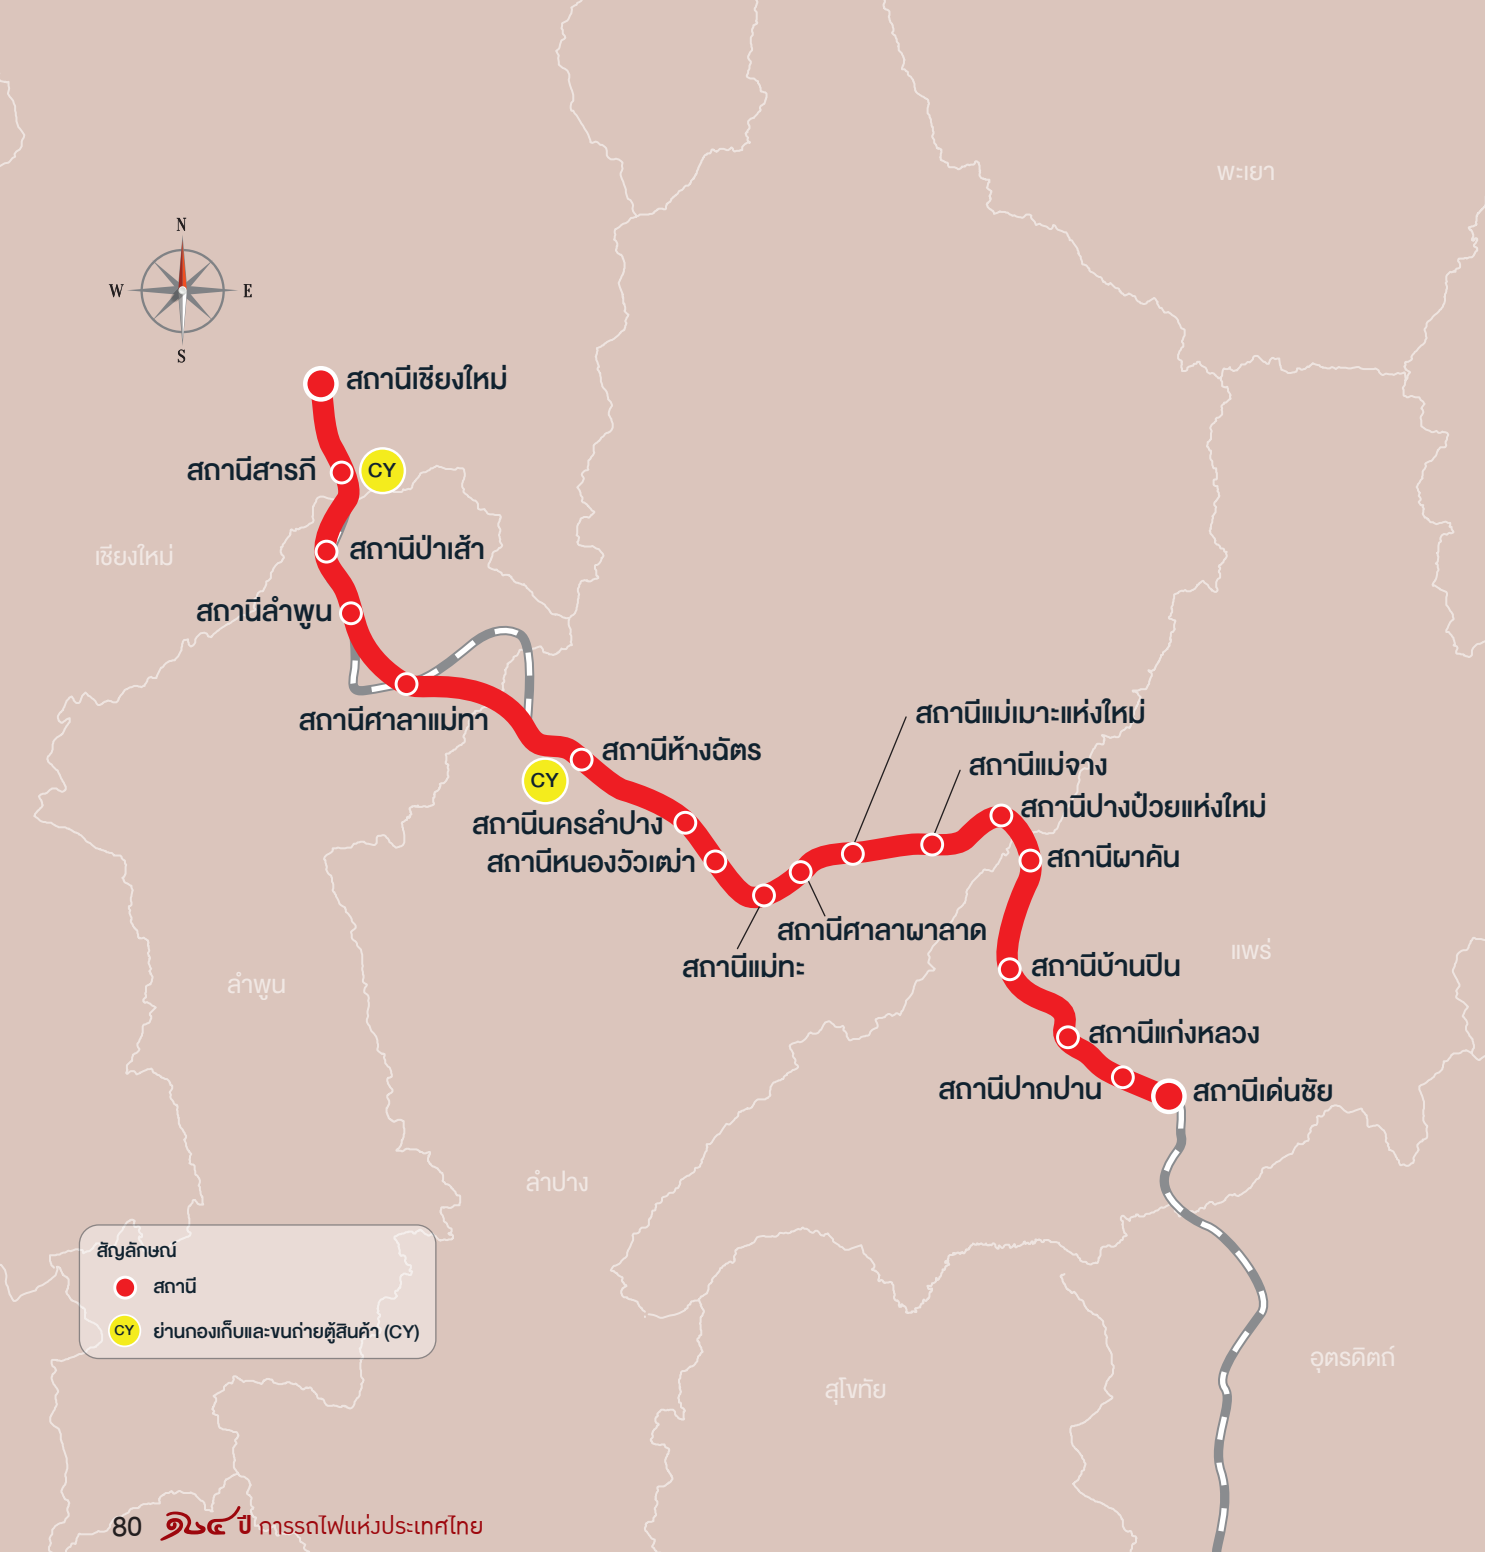 พะเยา
N
W
E
S
สถานีเชียงใหม่
สถานีสารภี
CY
สถานีป่าเส้า
เชียงใหม่
สถานีลำพูน
สถานีศาลาแม่ทา
สถานีแม่เมาะแห่งใหม่
สถานีห้างฉัตร
สถานีแม่จาง
CY
สถานีปางป๋วยแห่งใหม่
สถานีนครลำปาง
สถานีหนองวัวเฒ่า
สถานีผาคัน
สถานีศาลาผาลาด
แพร่
สถานีแม่ทะ
สถานีบ้านปิน
ลำพูน
สถานีแก่งหลวง
สถานีปากปาน
สถานีเด่นชัย
ลำปาง
สัญลักษณ์
สถานี
CY ย่านกองเก็บและขนถ่ายตู้สินค้า (CY)
อุตรดิตถ์
สุโขทัย
80 ๑๒๔ ปี การรถไฟแห่งประเทศไทย